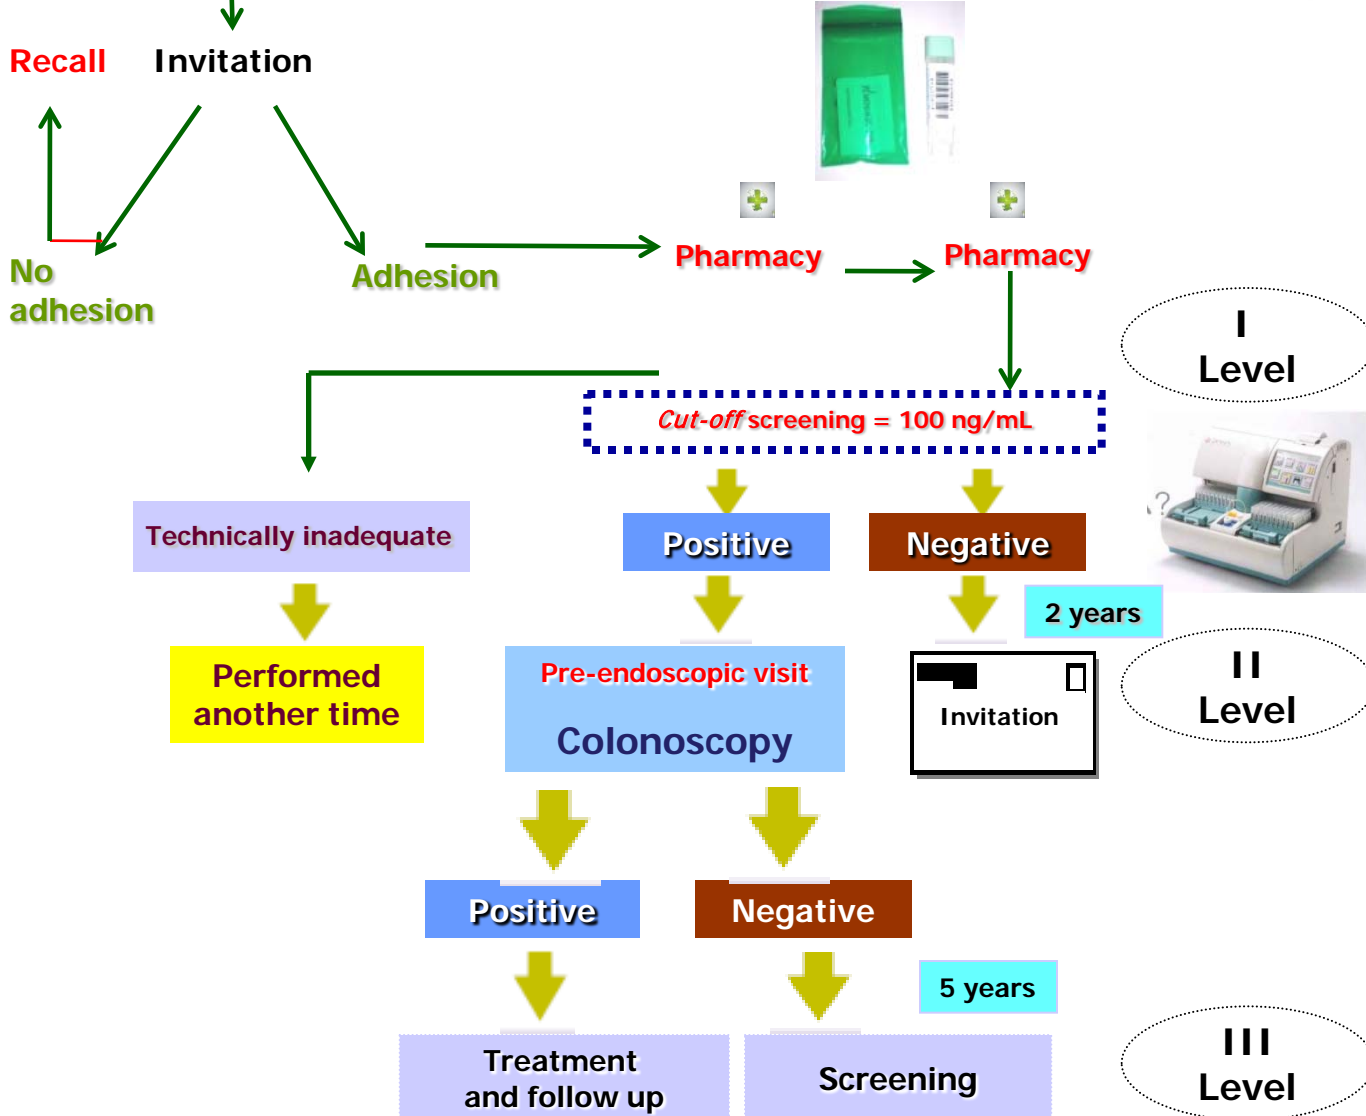 Recall
Invitation
No
adhesion
Adhesion
Pharmacy
Pharmacy
I
Level
Cut-off screening = 100 ng/mL
Technically inadequate
Positive
Negative
?
2 years
Performed
another time
Pre-endoscopic visit
Colonoscopy
Invitation
II
Level
Positive
Negative
5 years
Treatment
and follow up
Screening
III
Level